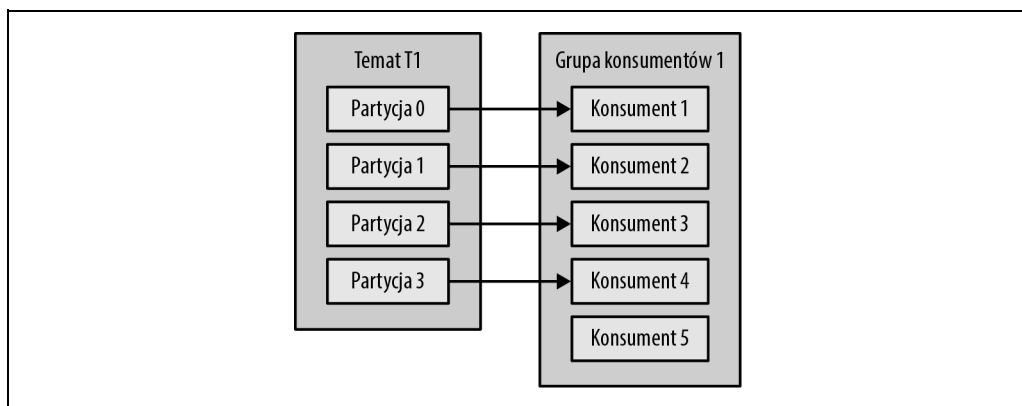 Temat T1
Partycja 0
Partycja 1
Partycja 2
Partycja 3
Grupa konsumentów 1
Konsument 1
Konsument 2
Konsument 3
Konsument 4
Konsument 5